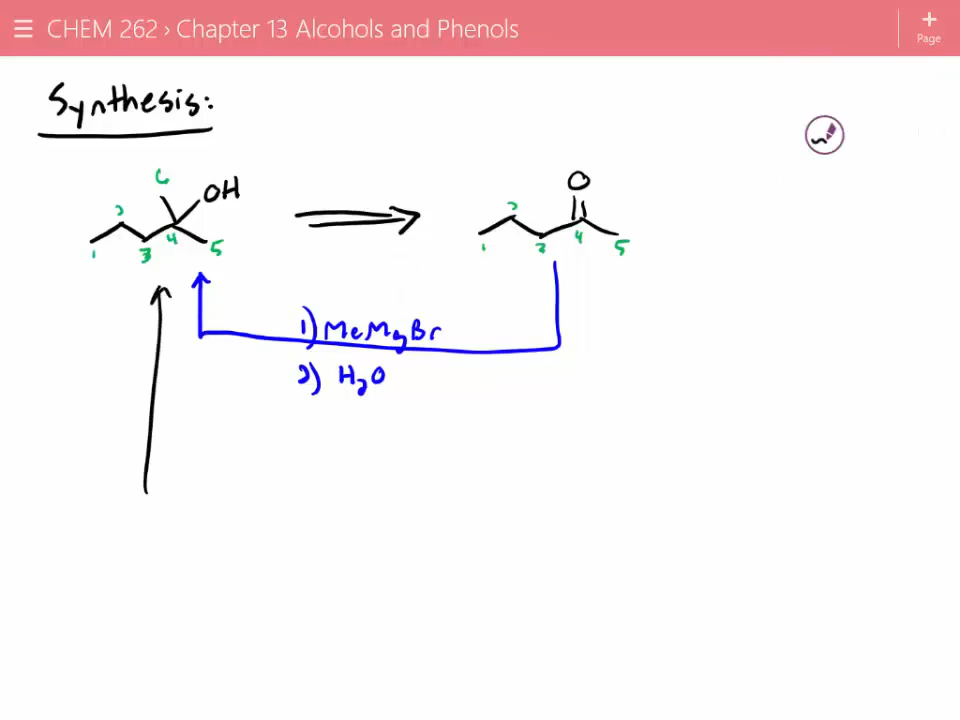 ☰ CHEM 262 › Chapter 13 Alcohols and Phenols
+
Page
Synthesis:
6 OH
1 2 3 4 5
O
1 2 4 5
1) MeMgBr
2) H₂O